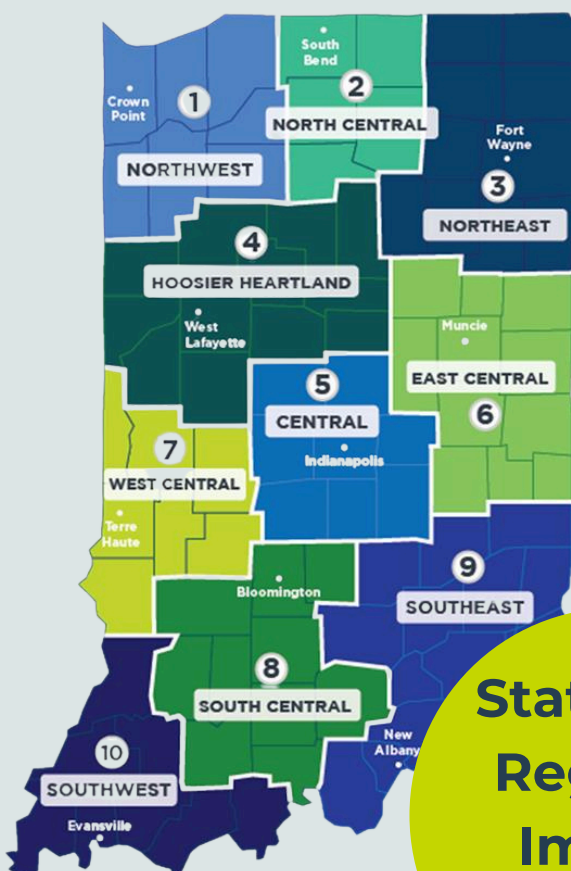 South
Bend
2
NORTH CENTRAL
Crown
Point
1
NORTHWEST
Fort
Wayne
3
NORTHEAST
4
HOOSIER HEARTLAND
West
Lafayette
Muncie
EAST CENTRAL
6
5
CENTRAL
Indianapolis
7
WEST CENTRAL
Terre
Haute
9
SOUTHEAST
Bloomington
8
SOUTH CENTRAL
New
Albany
10
SOUTHWEST
Evansville